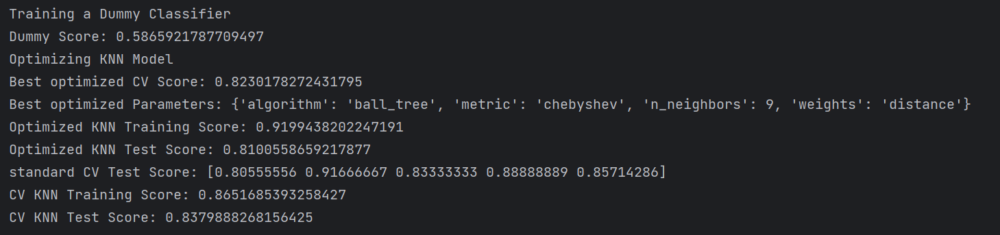 Training a Dummy Classifier
Dummy Score: 0.5865921787709497
Optimizing KNN Model
Best optimized CV Score: 0.8230178272431795
Best optimized Parameters: {'algorithm': 'ball_tree', 'metric': 'chebyshev', 'n_neighbors': 9, 'weights': 'distance'}
Optimized KNN Training Score: 0.9199438202247191
Optimized KNN Test Score: 0.8100558659217877
standard CV Test Score: [0.80555556 0.91666667 0.83333333 0.88888889 0.85714286]
CV KNN Training Score: 0.8651685393258427
CV KNN Test Score: 0.8379888268156425